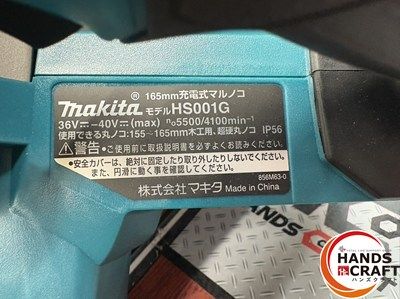 165mm充電式マルノコ
makita®
モデルHS001G
36V⎓-40V⎓(max) n₀5500/4100min⁻¹
使用できる丸ノコ:155~165mm木工用、超硬丸ノコ IP56
⚠警告 •ご使用前に取扱説明書を必ずよくお読みください。
•安全カバーは、絶対に固定したり取り外したりしないでください。
また、円滑に動く事を確認してください。
856M63-0
株式会社マキタ Made in China
HANDS
CRAFT
ハンズクラフト